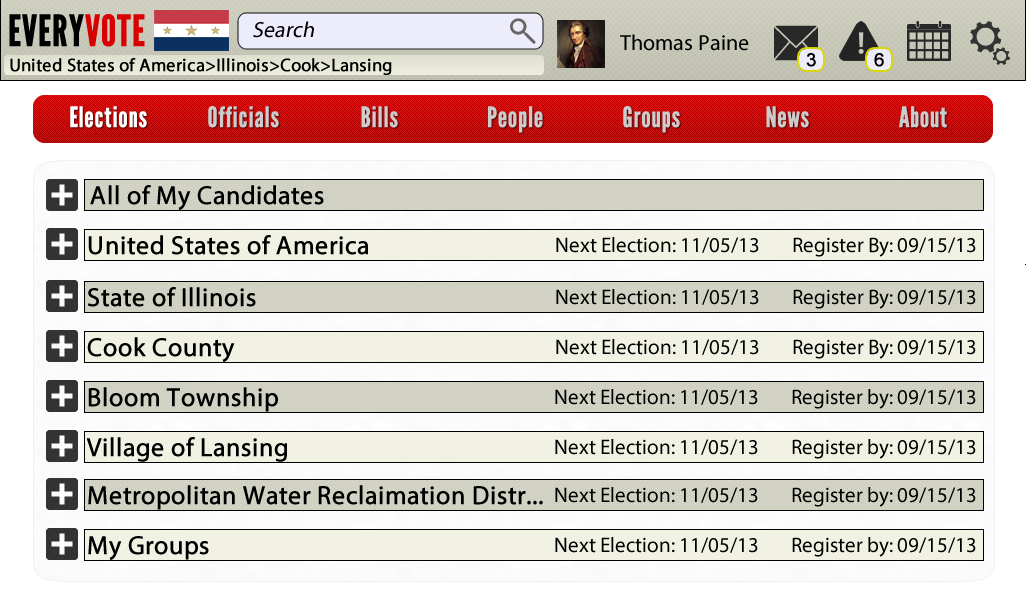 EVERYVOTE
Search
Thomas Paine
3
6
United States of America>Illinois>Cook>Lansing
Elections Officials Bills People Groups News About
All of My Candidates
United States of America Next Election: 11/05/13 Register By: 09/15/13
State of Illinois Next Election: 11/05/13 Register By: 09/15/13
Cook County Next Election: 11/05/13 Register By: 09/15/13
Bloom Township Next Election: 11/05/13 Register by: 09/15/13
Village of Lansing Next Election: 11/05/13 Register by: 09/15/13
Metropolitan Water Reclaimation Distr... Next Election: 11/05/13 Register by: 09/15/13
My Groups Next Election: 11/05/13 Register by: 09/15/13